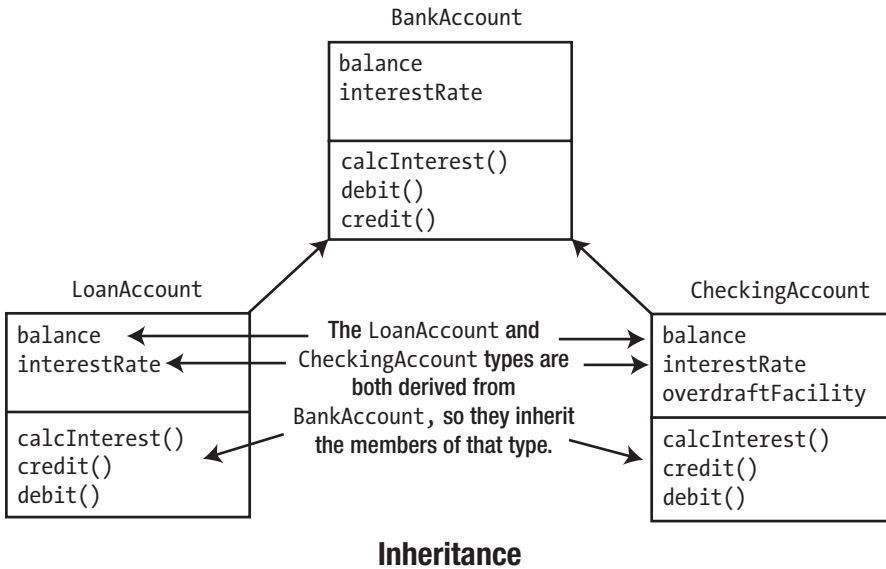 BankAccount
balance
interestRate
calcInterest()
debit()
credit()
LoanAccount
balance
interestRate
calcInterest()
credit()
debit()
The LoanAccount and
CheckingAccount types are
both derived from
BankAccount, so they inherit
the members of that type.
CheckingAccount
balance
interestRate
overdraftFacility
calcInterest()
credit()
debit()
Inheritance